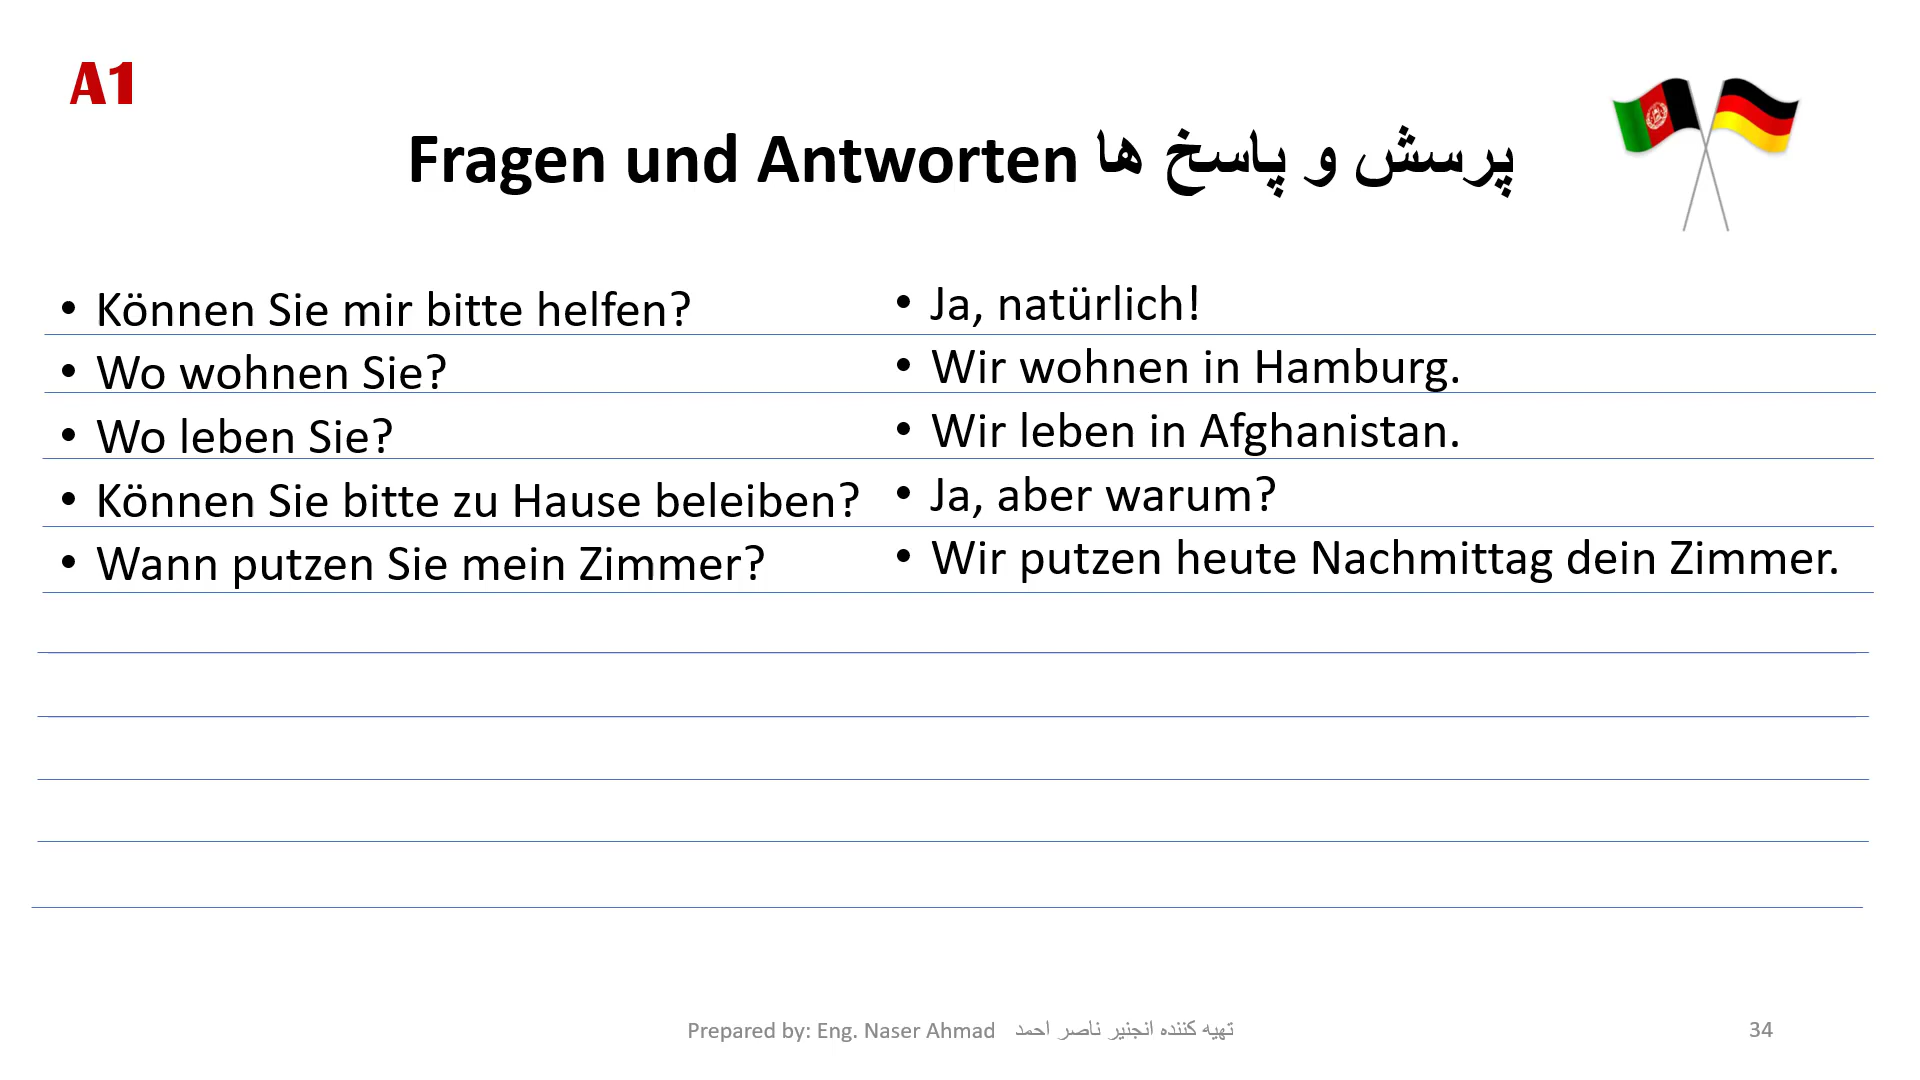 A1
Fragen und Antworten پرسش و پاسخ ها
• Können Sie mir bitte helfen?
• Wo wohnen Sie?
• Wo leben Sie?
• Können Sie bitte zu Hause beleiben?
• Wann putzen Sie mein Zimmer?
• Ja, natürlich!
• Wir wohnen in Hamburg.
• Wir leben in Afghanistan.
• Ja, aber warum?
• Wir putzen heute Nachmittag dein Zimmer.
Prepared by: Eng. Naser Ahmad تهیه کننده انجنیر ناصر احمد
34